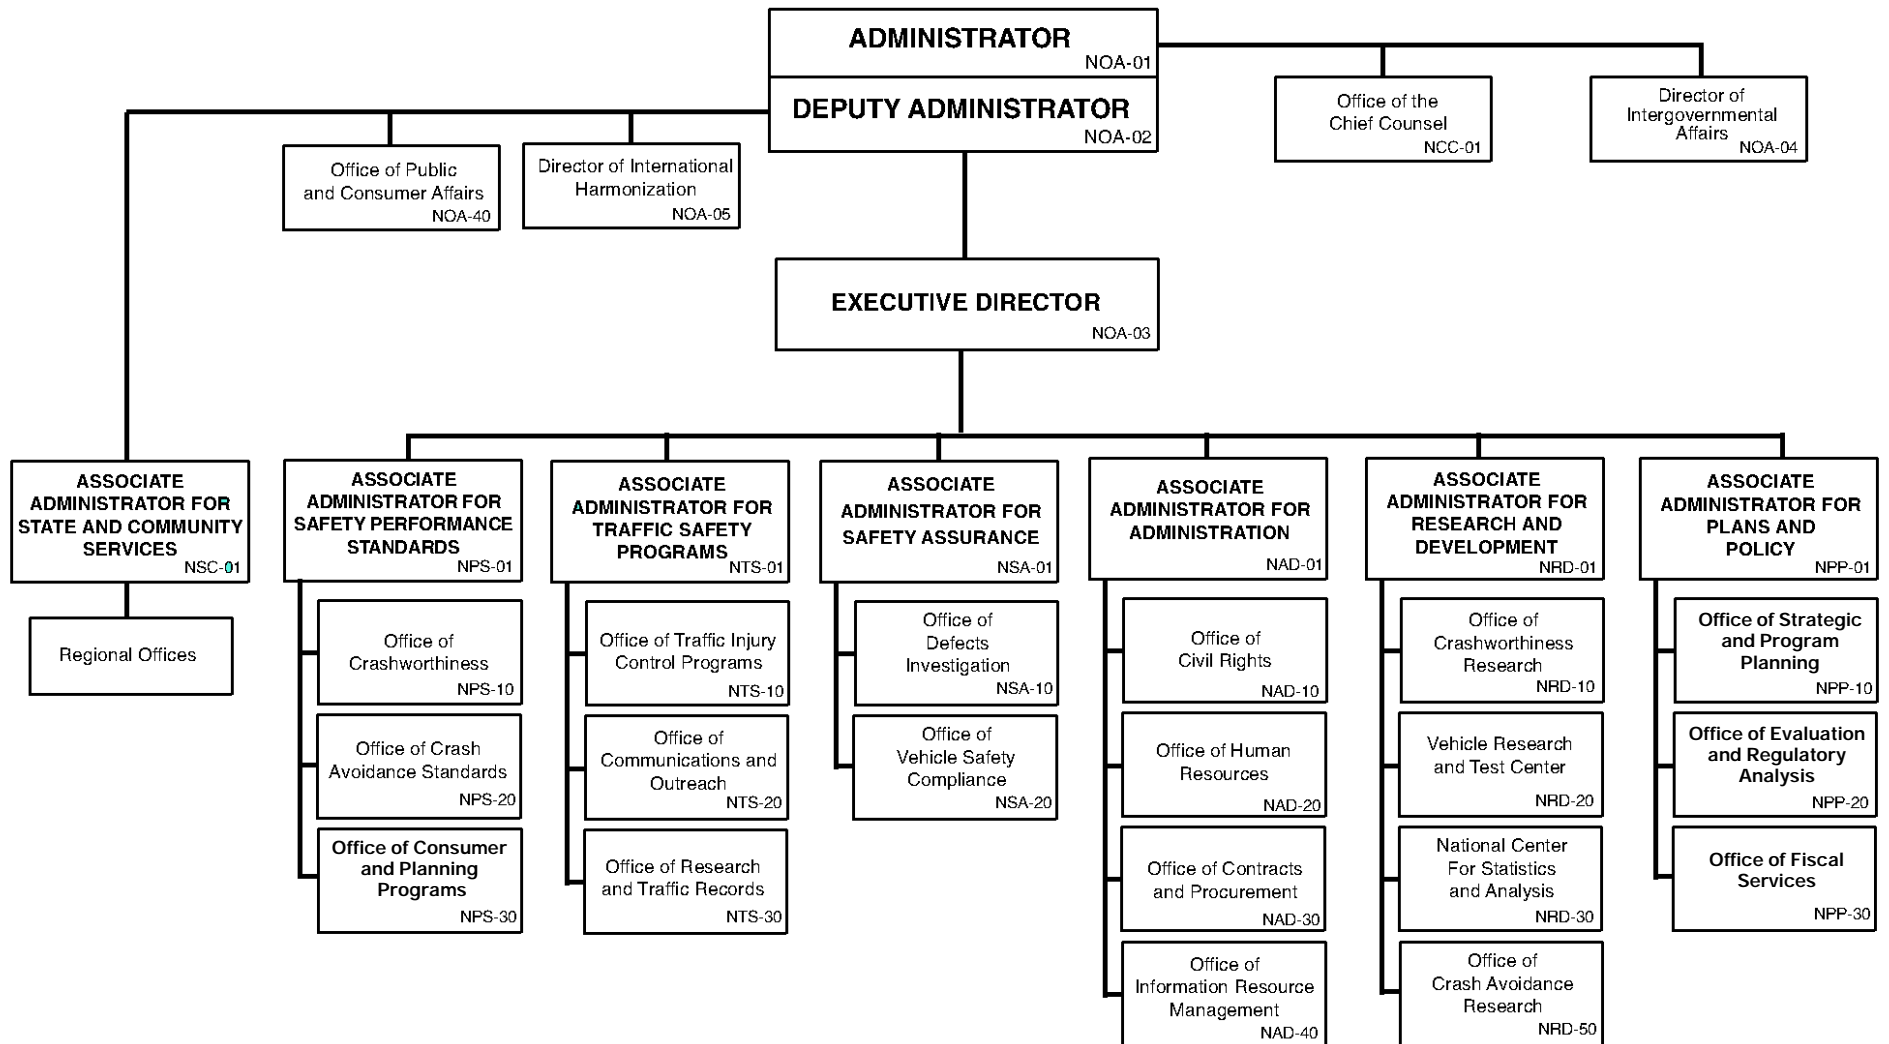 ADMINISTRATOR
NOA-01
DEPUTY ADMINISTRATOR
NOA-02
Office of the
Chief Counsel
NCC-01
Director of
Intergovernmental
Affairs
NOA-04
Office of Public
and Consumer Affairs
NOA-40
Director of International
Harmonization
NOA-05
EXECUTIVE DIRECTOR
NOA-03
ASSOCIATE
ADMINISTRATOR FOR
STATE AND COMMUNITY
SERVICES
NSC-01
Regional Offices
ASSOCIATE
ADMINISTRATOR FOR
SAFETY PERFORMANCE
STANDARDS
NPS-01
Office of
Crashworthiness
NPS-10
Office of Crash
Avoidance Standards
NPS-20
Office of Consumer
and Planning
Programs
NPS-30
ASSOCIATE
ADMINISTRATOR FOR
TRAFFIC SAFETY
PROGRAMS
NTS-01
Office of Traffic Injury
Control Programs
NTS-10
Office of
Communications and
Outreach
NTS-20
Office of Research
and Traffic Records
NTS-30
ASSOCIATE
ADMINISTRATOR FOR
SAFETY ASSURANCE
NSA-01
Office of
Defects
Investigation
NSA-10
Office of
Vehicle Safety
Compliance
NSA-20
ASSOCIATE
ADMINISTRATOR FOR
ADMINISTRATION
NAD-01
Office of
Civil Rights
NAD-10
Office of Human
Resources
NAD-20
Office of Contracts
and Procurement
NAD-30
Office of
Information Resource
Management
NAD-40
ASSOCIATE
ADMINISTRATOR FOR
RESEARCH AND
DEVELOPMENT
NRD-01
Office of
Crashworthiness
Research
NRD-10
Vehicle Research
and Test Center
NRD-20
National Center
For Statistics
and Analysis
NRD-30
Office of
Crash Avoidance
Research
NRD-50
ASSOCIATE
ADMINISTRATOR FOR
PLANS AND
POLICY
NPP-01
Office of Strategic
and Program
Planning
NPP-10
Office of Evaluation
and Regulatory
Analysis
NPP-20
Office of Fiscal
Services
NPP-30